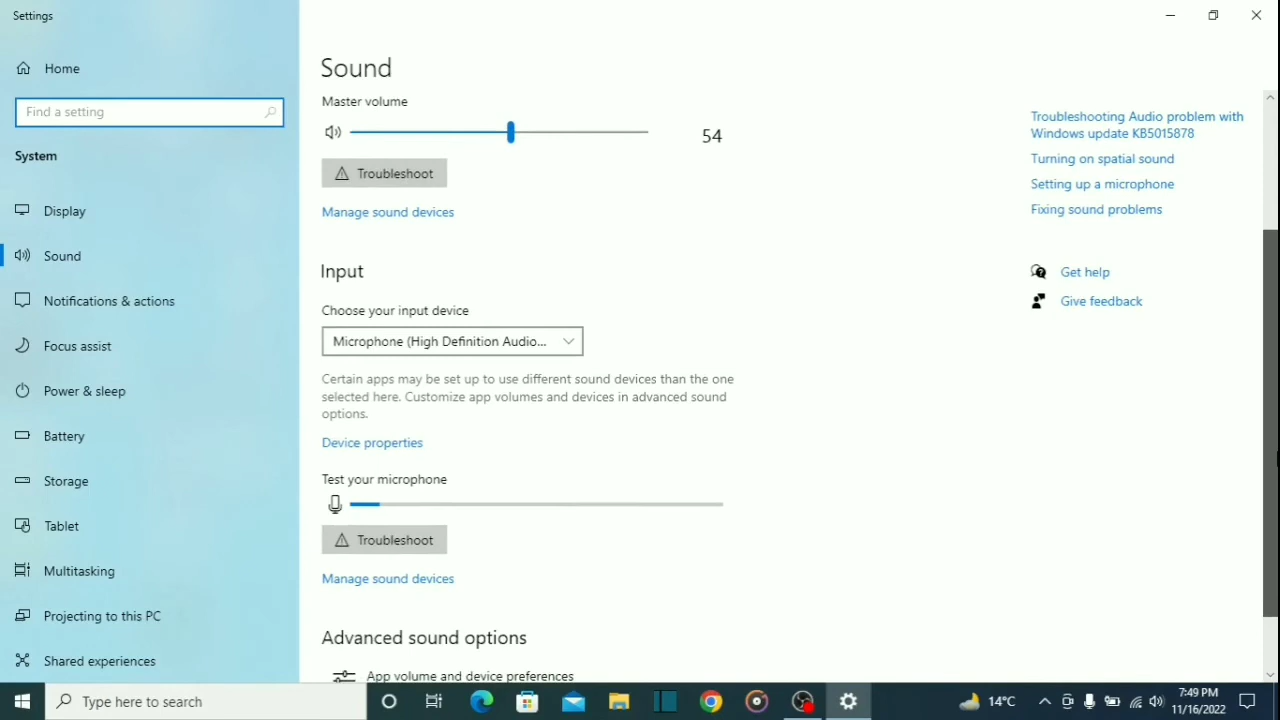 Settings
Home
Find a setting
System
Display
Sound
Notifications & actions
Focus assist
Power & sleep
Battery
Storage
Tablet
Multitasking
Projecting to this PC
Shared experiences
Sound
Master volume
54
Troubleshoot
Manage sound devices
Input
Choose your input device
Microphone (High Definition Audio...
Certain apps may be set up to use different sound devices than the one
selected here. Customize app volumes and devices in advanced sound
options.
Device properties
Test your microphone
Troubleshoot
Manage sound devices
Advanced sound options
App volume and device preferences
Troubleshooting Audio problem with
Windows update KB5015878
Turning on spatial sound
Setting up a microphone
Fixing sound problems
Get help
Give feedback
Type here to search
14°C
7:49 PM
11/16/2022